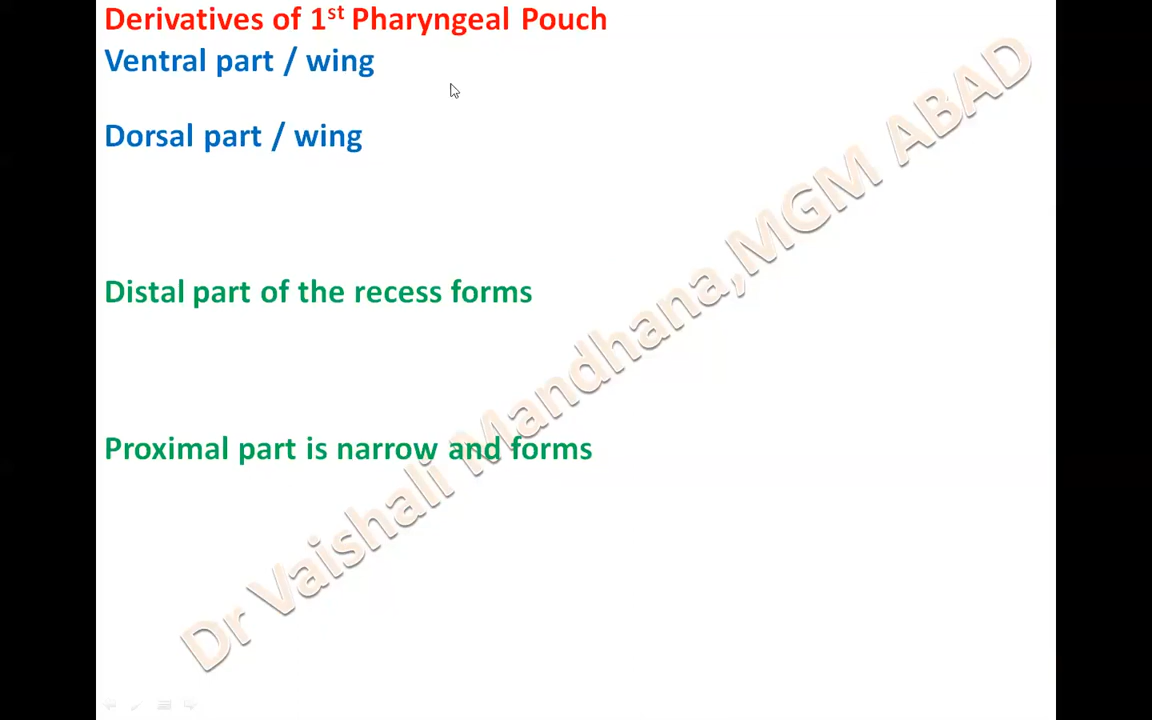 Derivatives of 1st Pharyngeal Pouch
Ventral part / wing
Dorsal part / wing
Distal part of the recess forms
Proximal part is narrow and forms
Dr Vaishali Mandhana,MGM ABAD